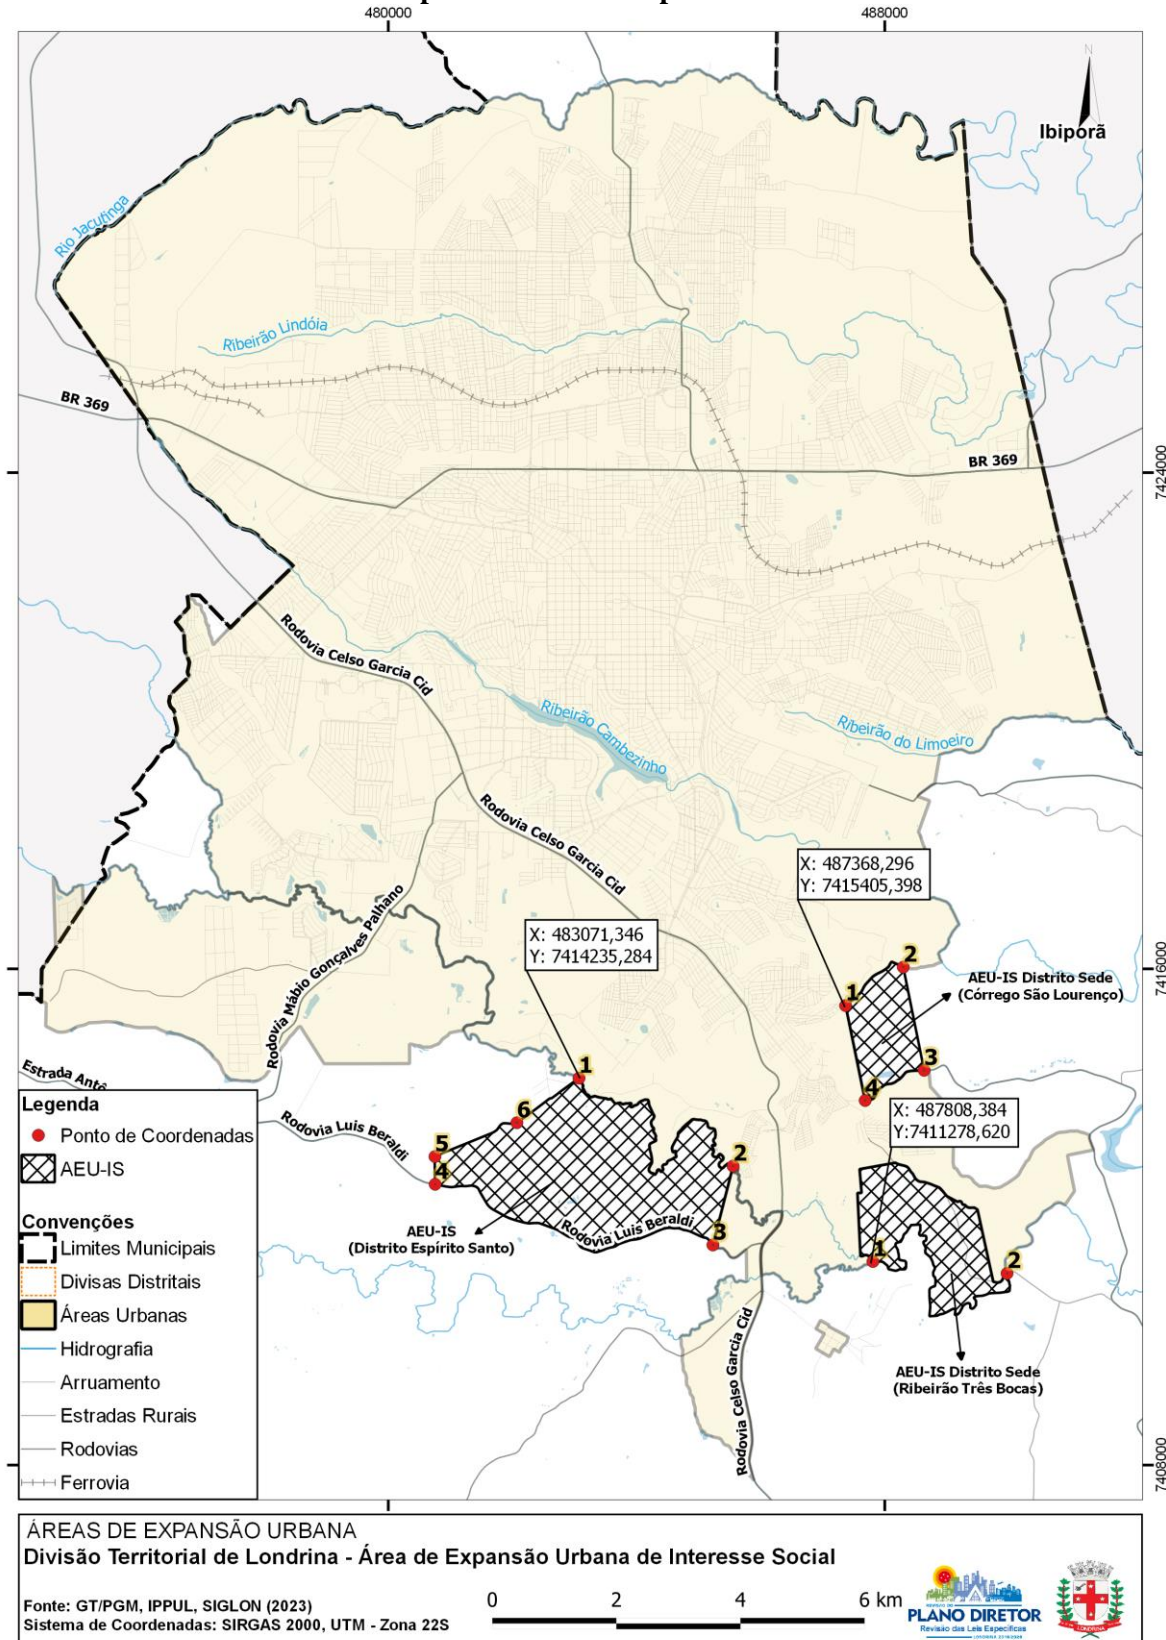 480000
488000
N
Ibiporã
Rio Jacutinga
Ribeirão Lindóia
BR 369
BR 369
7424000
Rodovia Celso Garcia Cid
Ribeirão Cambezinho
Ribeirão do Limoeiro
Rodovia Celso Garcia Cid
X: 487368,296
Y: 7415405,398
Rodovia Mábio Gonçalves Palhano
X: 483071,346
Y: 7414235,284
2
1
7416000
AEU-IS Distrito Sede
(Córrego São Lourenço)
3
4
Estrada Antô
1
6
5
4
2
3
Rodovia Luis Beraldi
X: 487808,384
Y:7411278,620
AEU-IS
(Distrito Espírito Santo)
Rodovia Luis Beraldi
1
2
Rodovia Celso Garcia Cid
AEU-IS Distrito Sede
(Ribeirão Três Bocas)
7408000
Legenda
Ponto de Coordenadas
AEU-IS
Convenções
Limites Municipais
Divisas Distritais
Áreas Urbanas
Hidrografia
Arruamento
Estradas Rurais
Rodovias
Ferrovia
ÁREAS DE EXPANSÃO URBANA
Divisão Territorial de Londrina - Área de Expansão Urbana de Interesse Social
Fonte: GT/PGM, IPPUL, SIGLON (2023)
Sistema de Coordenadas: SIRGAS 2000, UTM - Zona 22S
0 2 4 6 km
PLANO DIRETOR
Revisão das Leis Específicas
LONDRINA